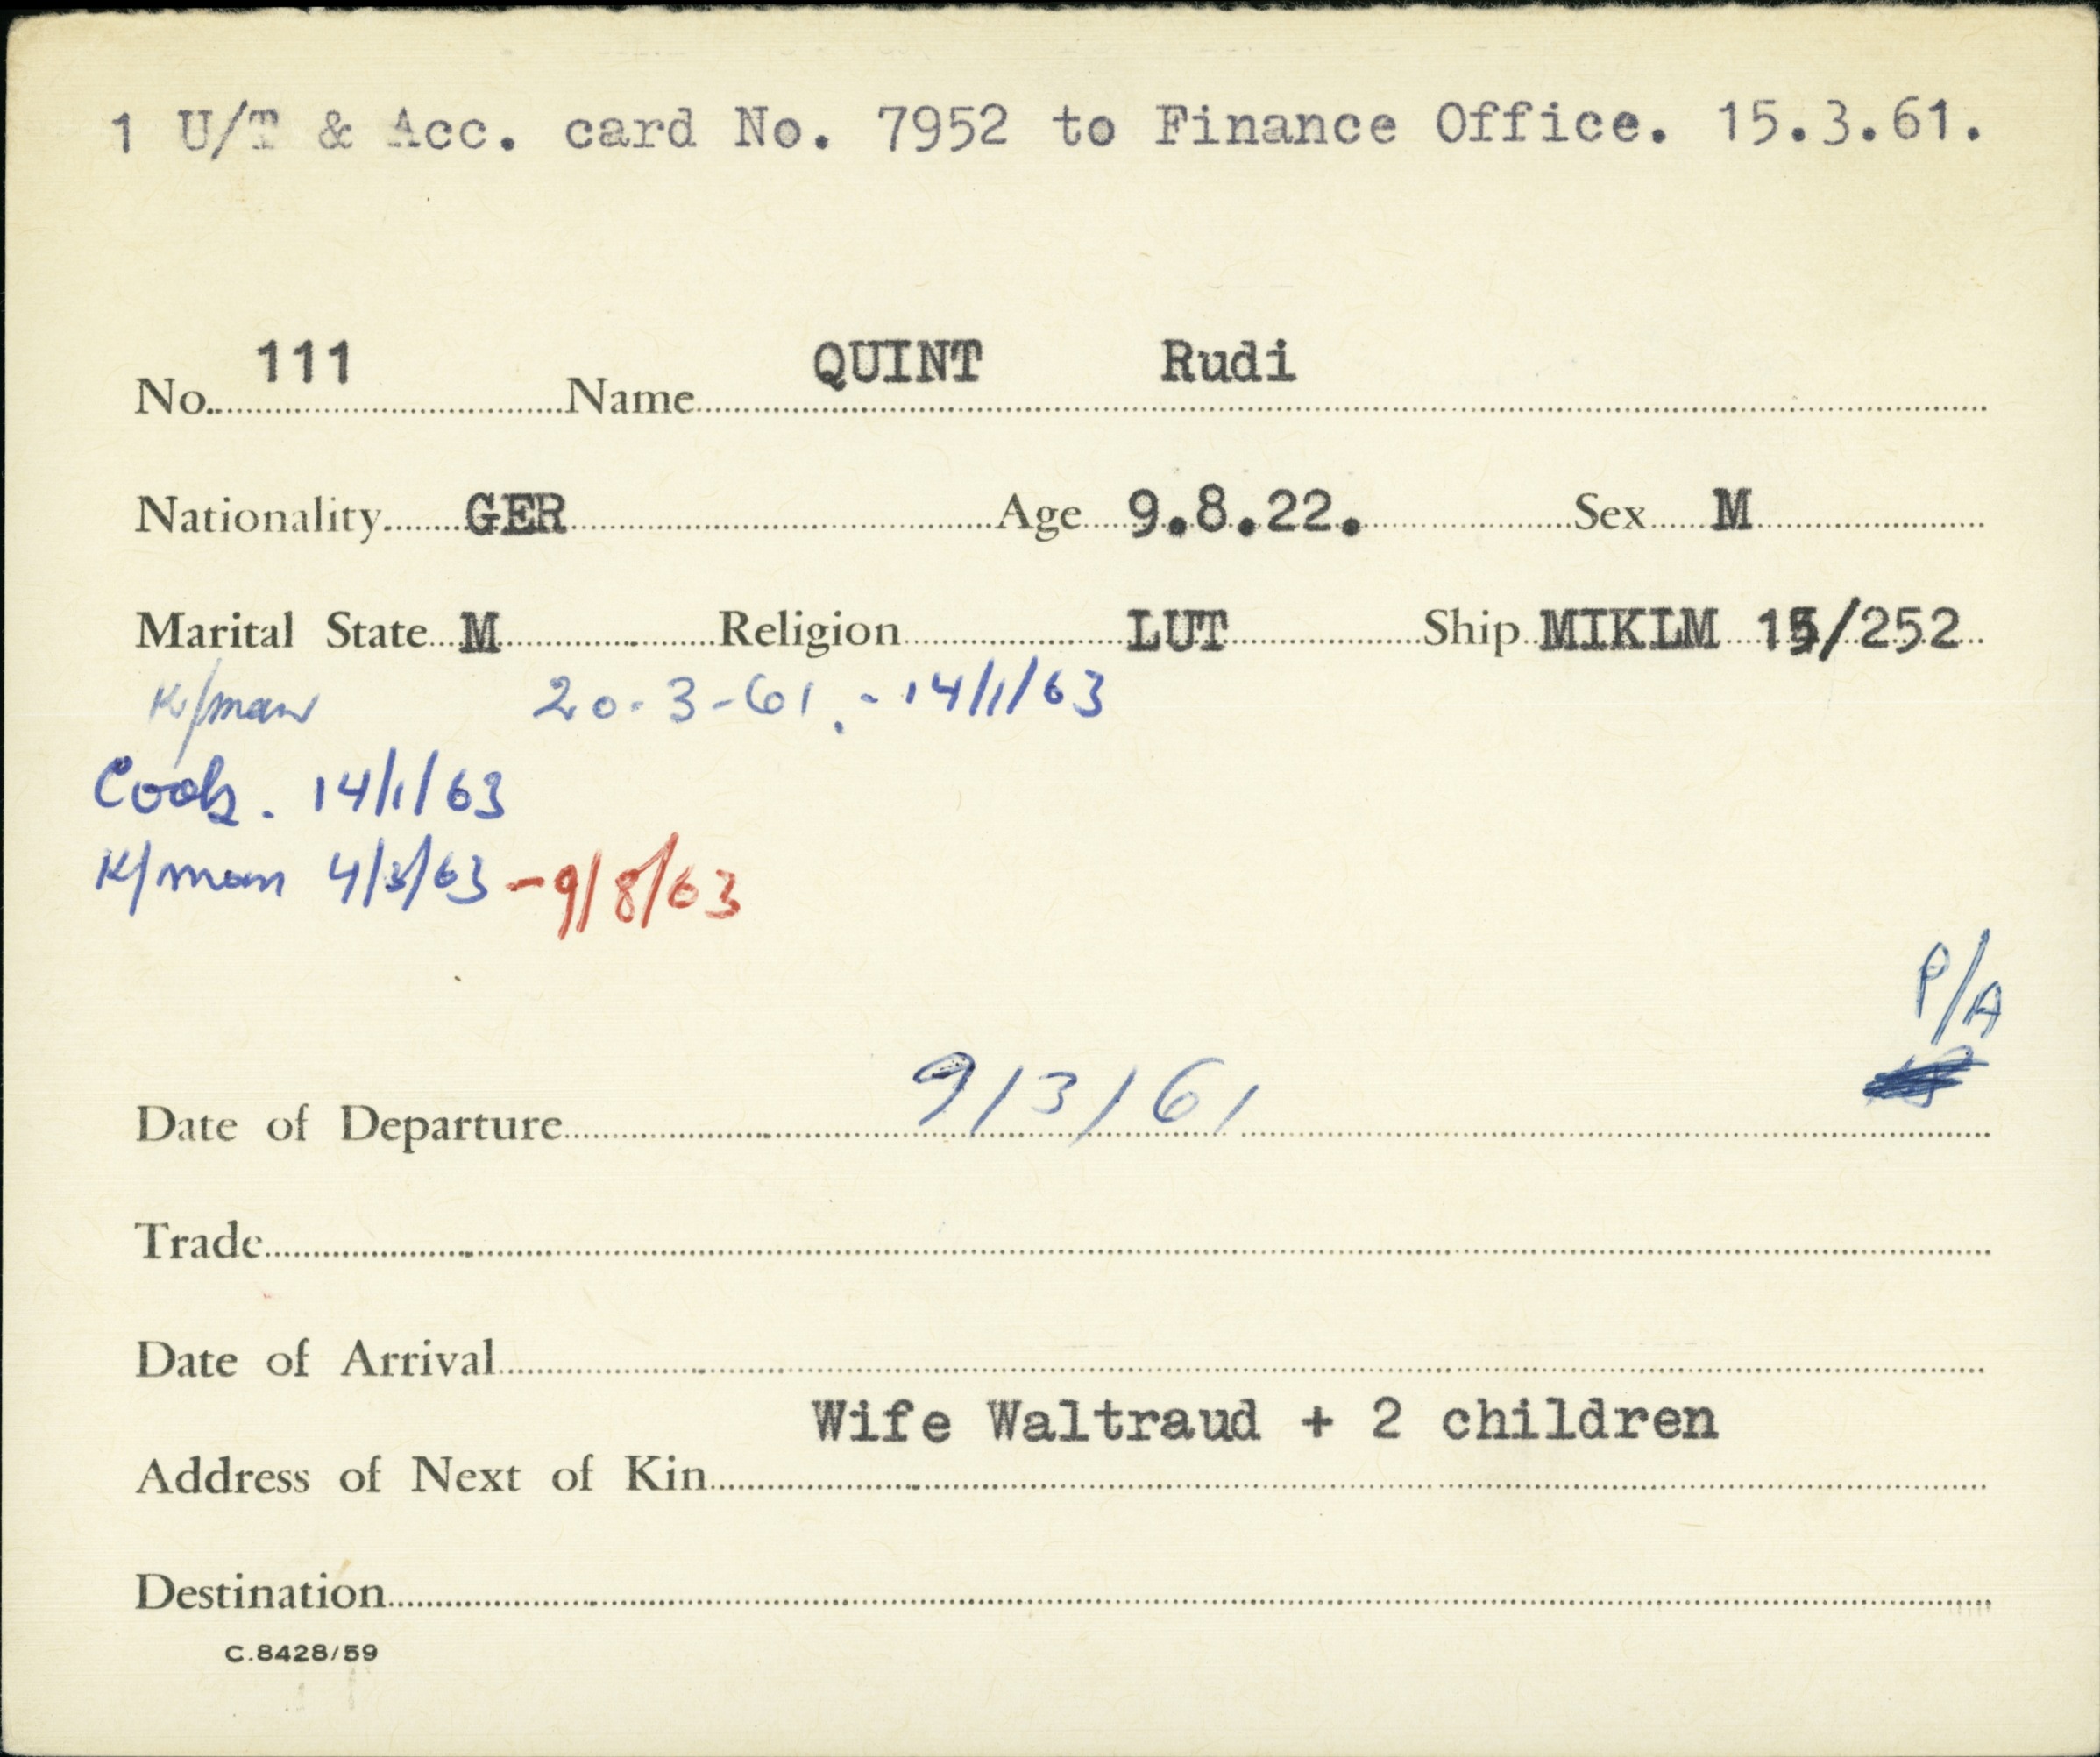 1 U/T & Acc. card No. 7952 to Finance Office. 15.3.61.
No. 111 Name QUINT Rudi
Nationality GER Age 9.8.22. Sex M
Marital State M Religion LUT Ship MIKLM 15/252
K/man 20-3-61. - 14/1/63
Cook. 14/1/63
K/man 4/3/63 - 9/8/63
P/A
Date of Departure 9/3/61
Trade
Date of Arrival
Wife Waltraud + 2 children
Address of Next of Kin
Destination
C.8428/59